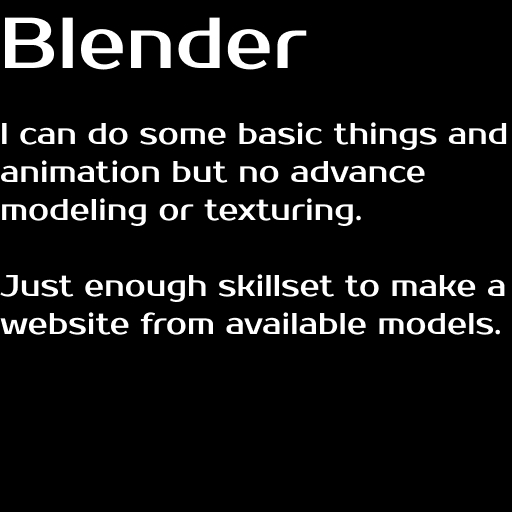 Blender
I can do some basic things and
animation but no advance
modeling or texturing.
Just enough skillset to make a
website from available models.